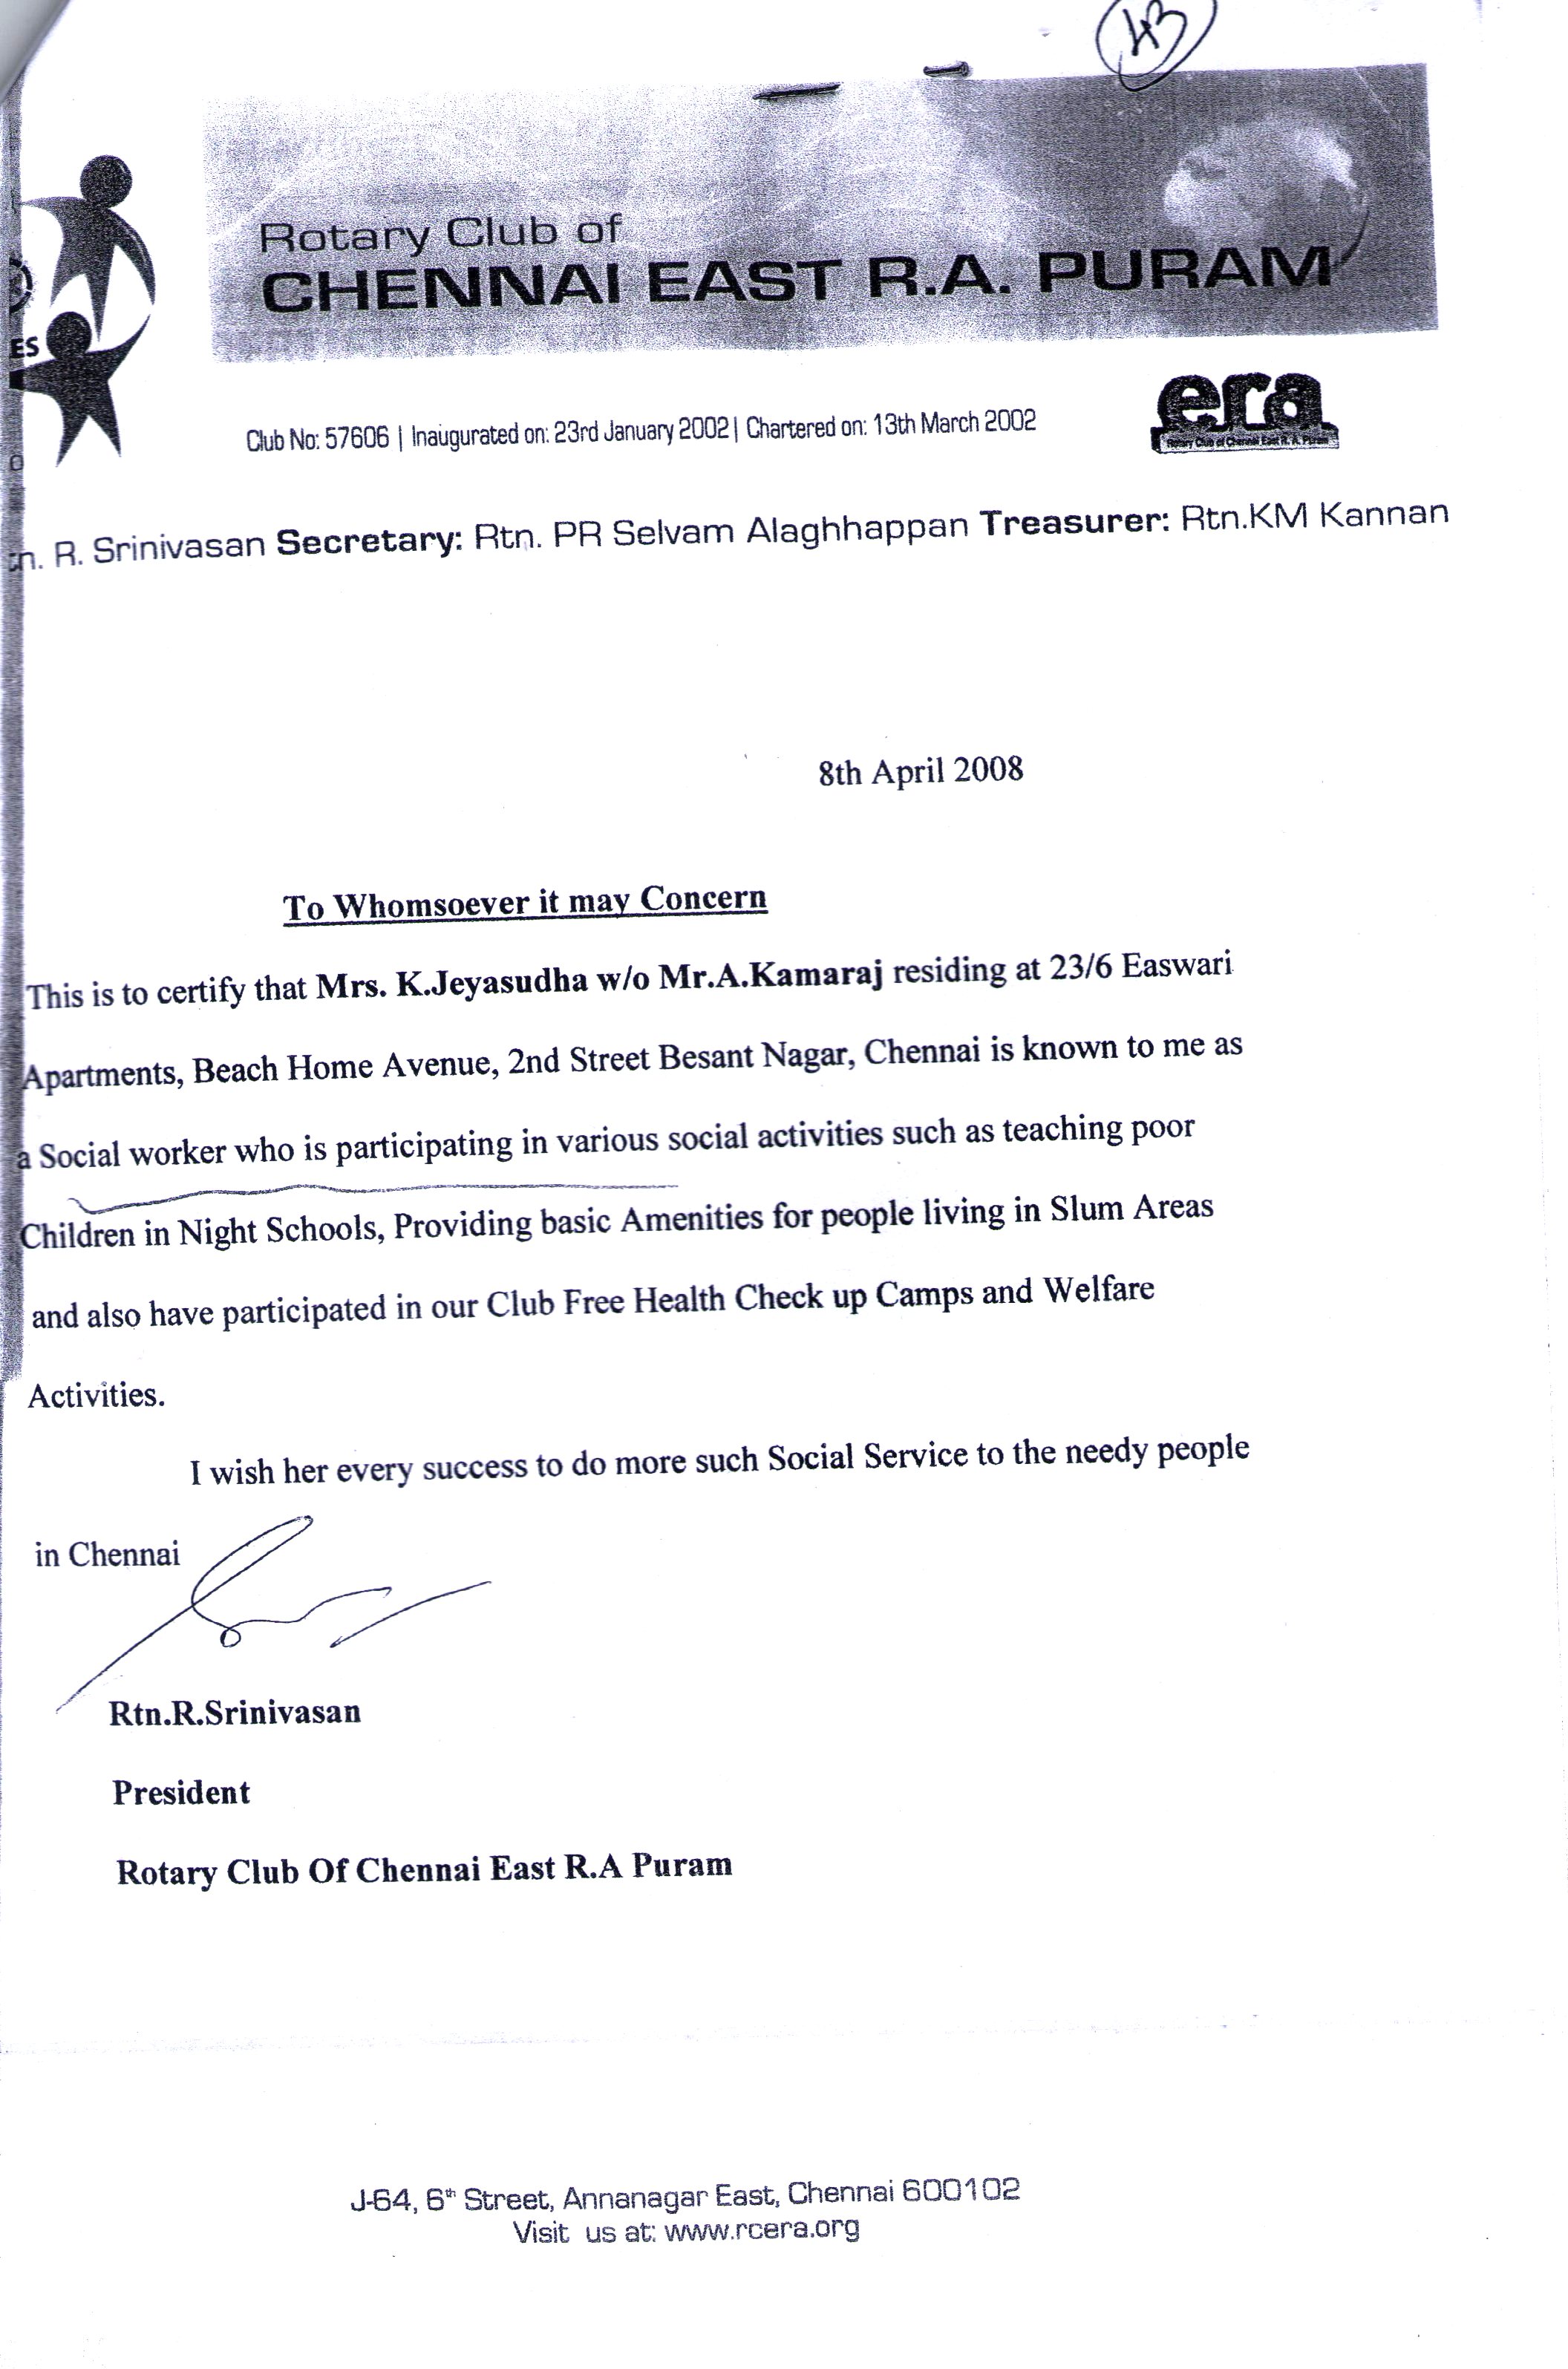 43
Rotary Club of
CHENNAI EAST R.A. PURAM
ES
era
Rotary Club of Chennai East R. A. Puram
Club No: 57606 | Inaugurated on: 23rd January 2002 | Chartered on: 13th March 2002
R. Srinivasan Secretary: Rtn. PR Selvam Alaghhappan Treasurer: Rtn.KM Kannan
8th April 2008
To Whomsoever it may Concern
This is to certify that Mrs. K.Jeyasudha w/o Mr.A.Kamaraj residing at 23/6 Easwari
Apartments, Beach Home Avenue, 2nd Street Besant Nagar, Chennai is known to me as
a Social worker who is participating in various social activities such as teaching poor
Children in Night Schools, Providing basic Amenities for people living in Slum Areas
and also have participated in our Club Free Health Check up Camps and Welfare
Activities.
I wish her every success to do more such Social Service to the needy people
in Chennai
Rtn.R.Srinivasan
President
Rotary Club Of Chennai East R.A Puram
J-64, 6th Street, Annanagar East, Chennai 600102
Visit us at: www.rcera.org